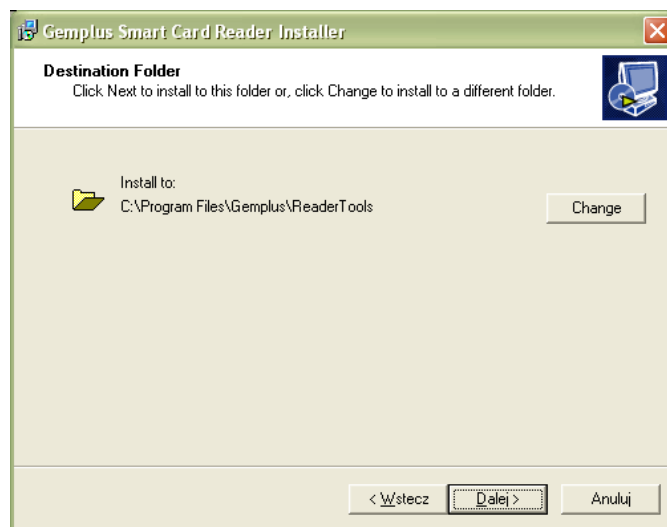 Gemplus Smart Card Reader Installer
Destination Folder
Click Next to install to this folder or, click Change to install to a different folder.
Install to:
C:\Program Files\Gemplus\ReaderTools
Change
< Wstecz
Dalej >
Anuluj